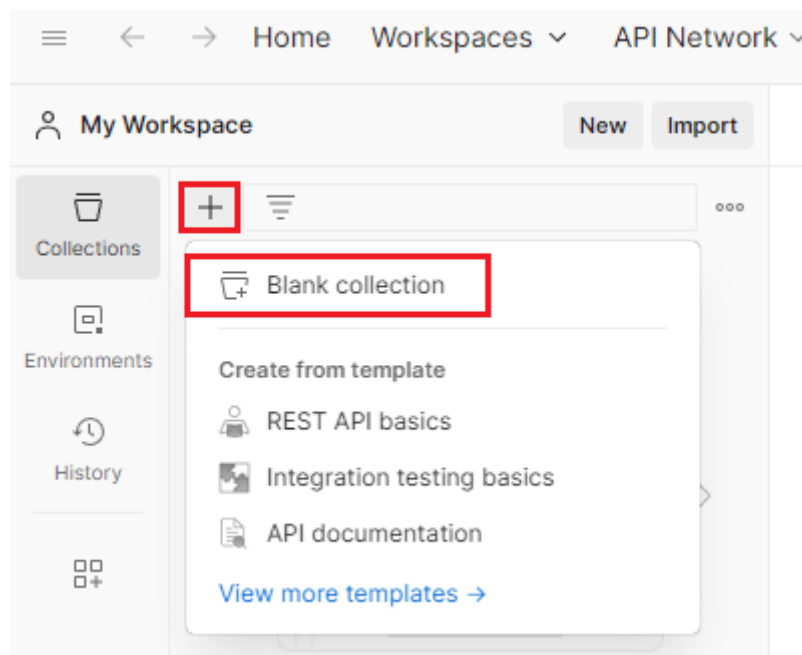 Home Workspaces API Network
My Workspace New Import
Collections
Environments
History
Blank collection
Create from template
REST API basics
Integration testing basics
API documentation
View more templates →